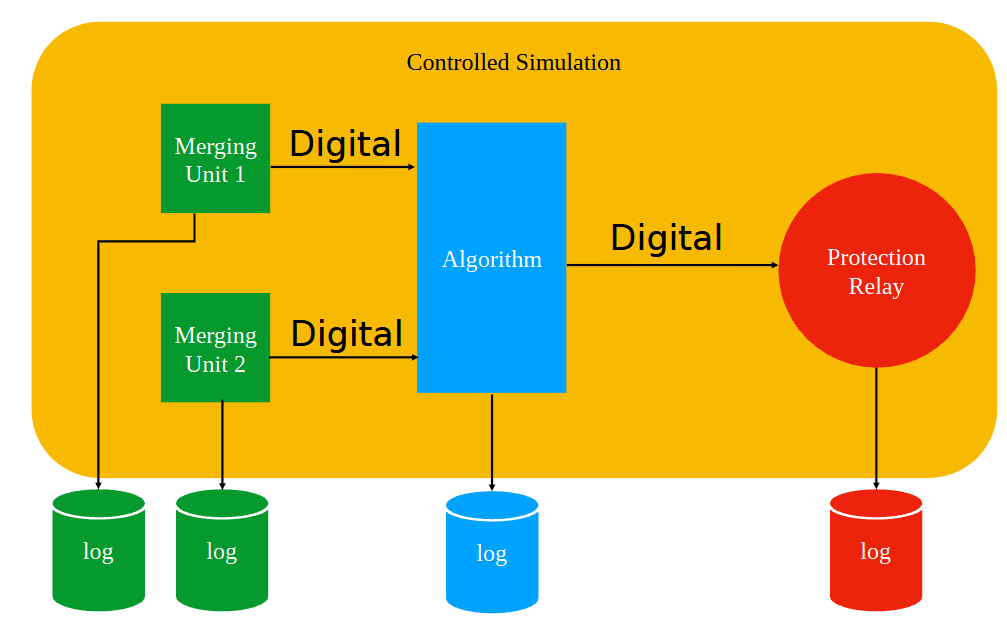 Controlled Simulation
Merging
Unit 1
Digital
Algorithm
Digital
Protection
Relay
Merging
Unit 2
Digital
log
log
log
log